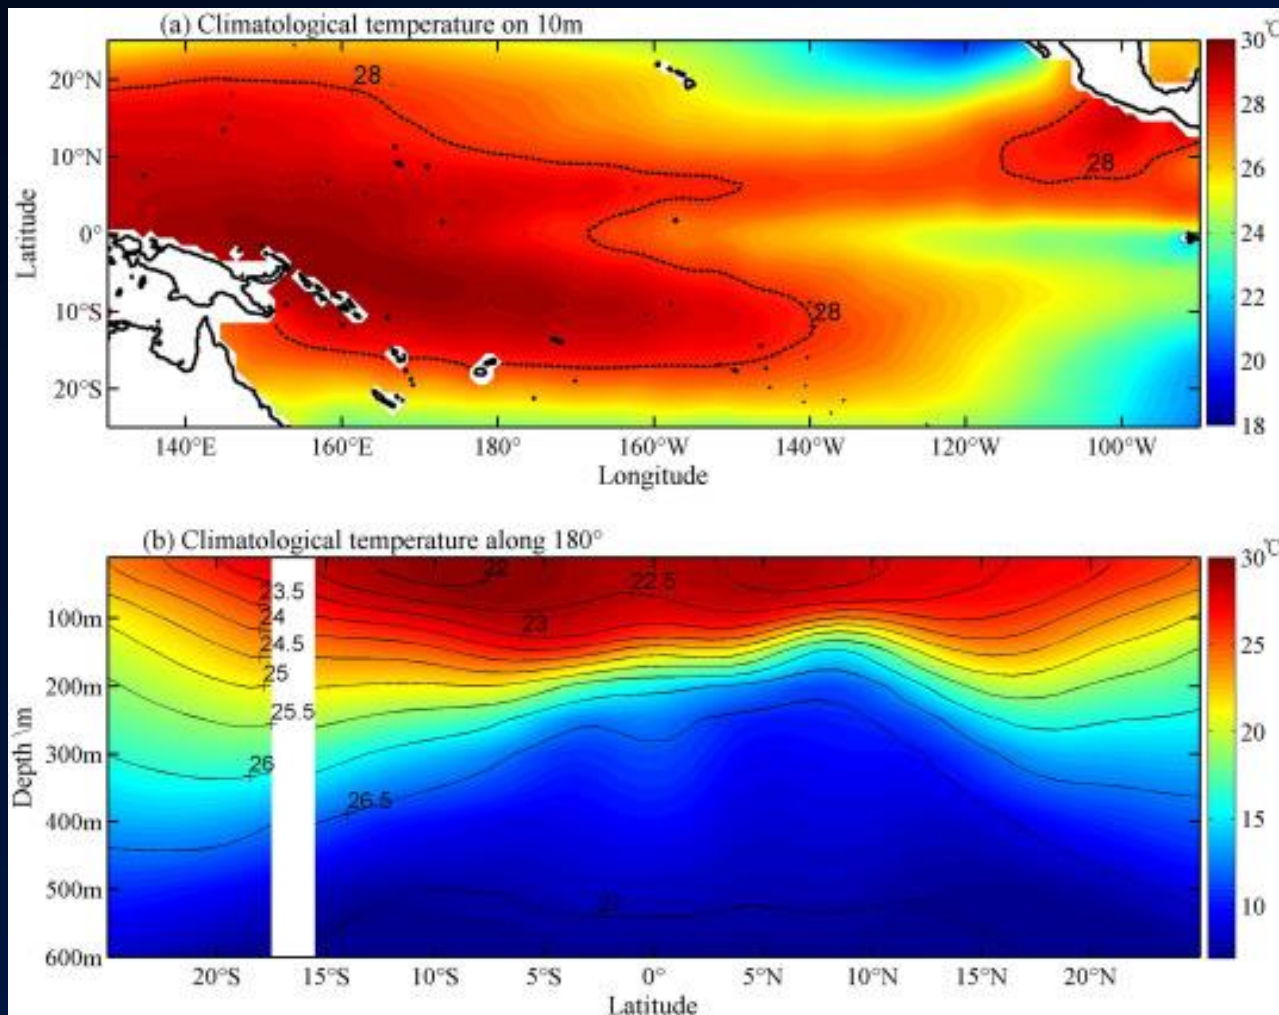 (a) Climatological temperature on 10m
℃
30
28
26
24
22
20
18
20°N
10°N
0°
10°S
20°S
Latitude
28
28
28
140°E 160°E 180° 160°W 140°W 120°W 100°W
Longitude
(b) Climatological temperature along 180°
℃
30
25
20
15
10
100m
200m
300m
400m
500m
600m
Depth \m
22
22.5
23
23.5
24
24.5
25
25.5
26
26.5
27
20°S 15°S 10°S 5°S 0° 5°N 10°N 15°N 20°N
Latitude